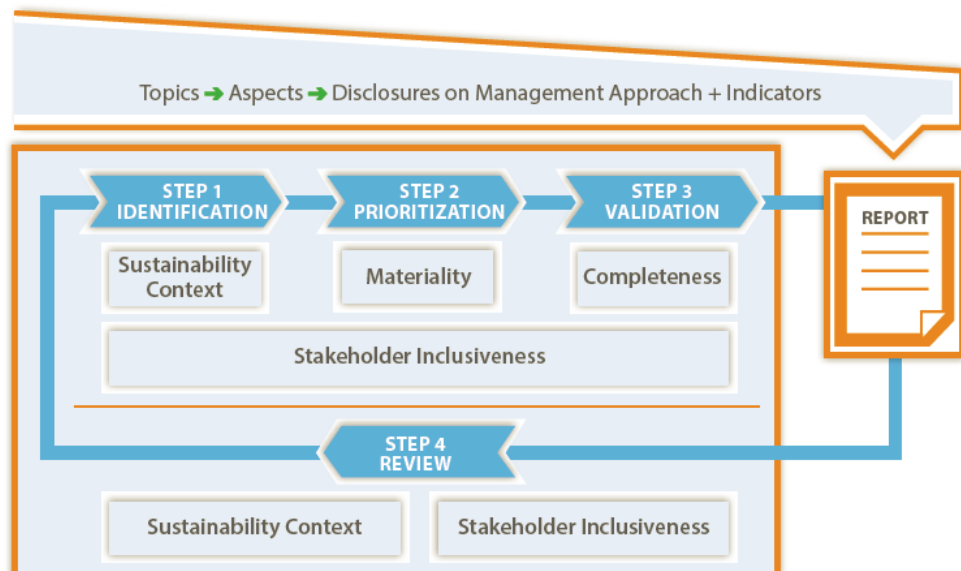 Topics ➔ Aspects ➔ Disclosures on Management Approach + Indicators
STEP 1
IDENTIFICATION
STEP 2
PRIORITIZATION
STEP 3
VALIDATION
REPORT
Sustainability
Context
Materiality
Completeness
Stakeholder Inclusiveness
STEP 4
REVIEW
Sustainability Context
Stakeholder Inclusiveness